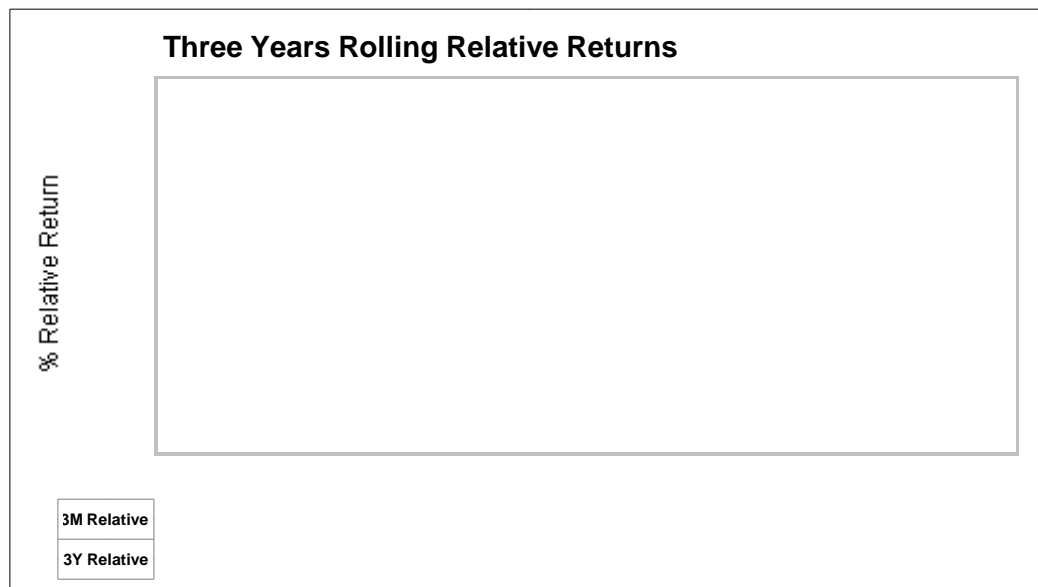 Three Years Rolling Relative Returns
% Relative Return
3M Relative
3Y Relative